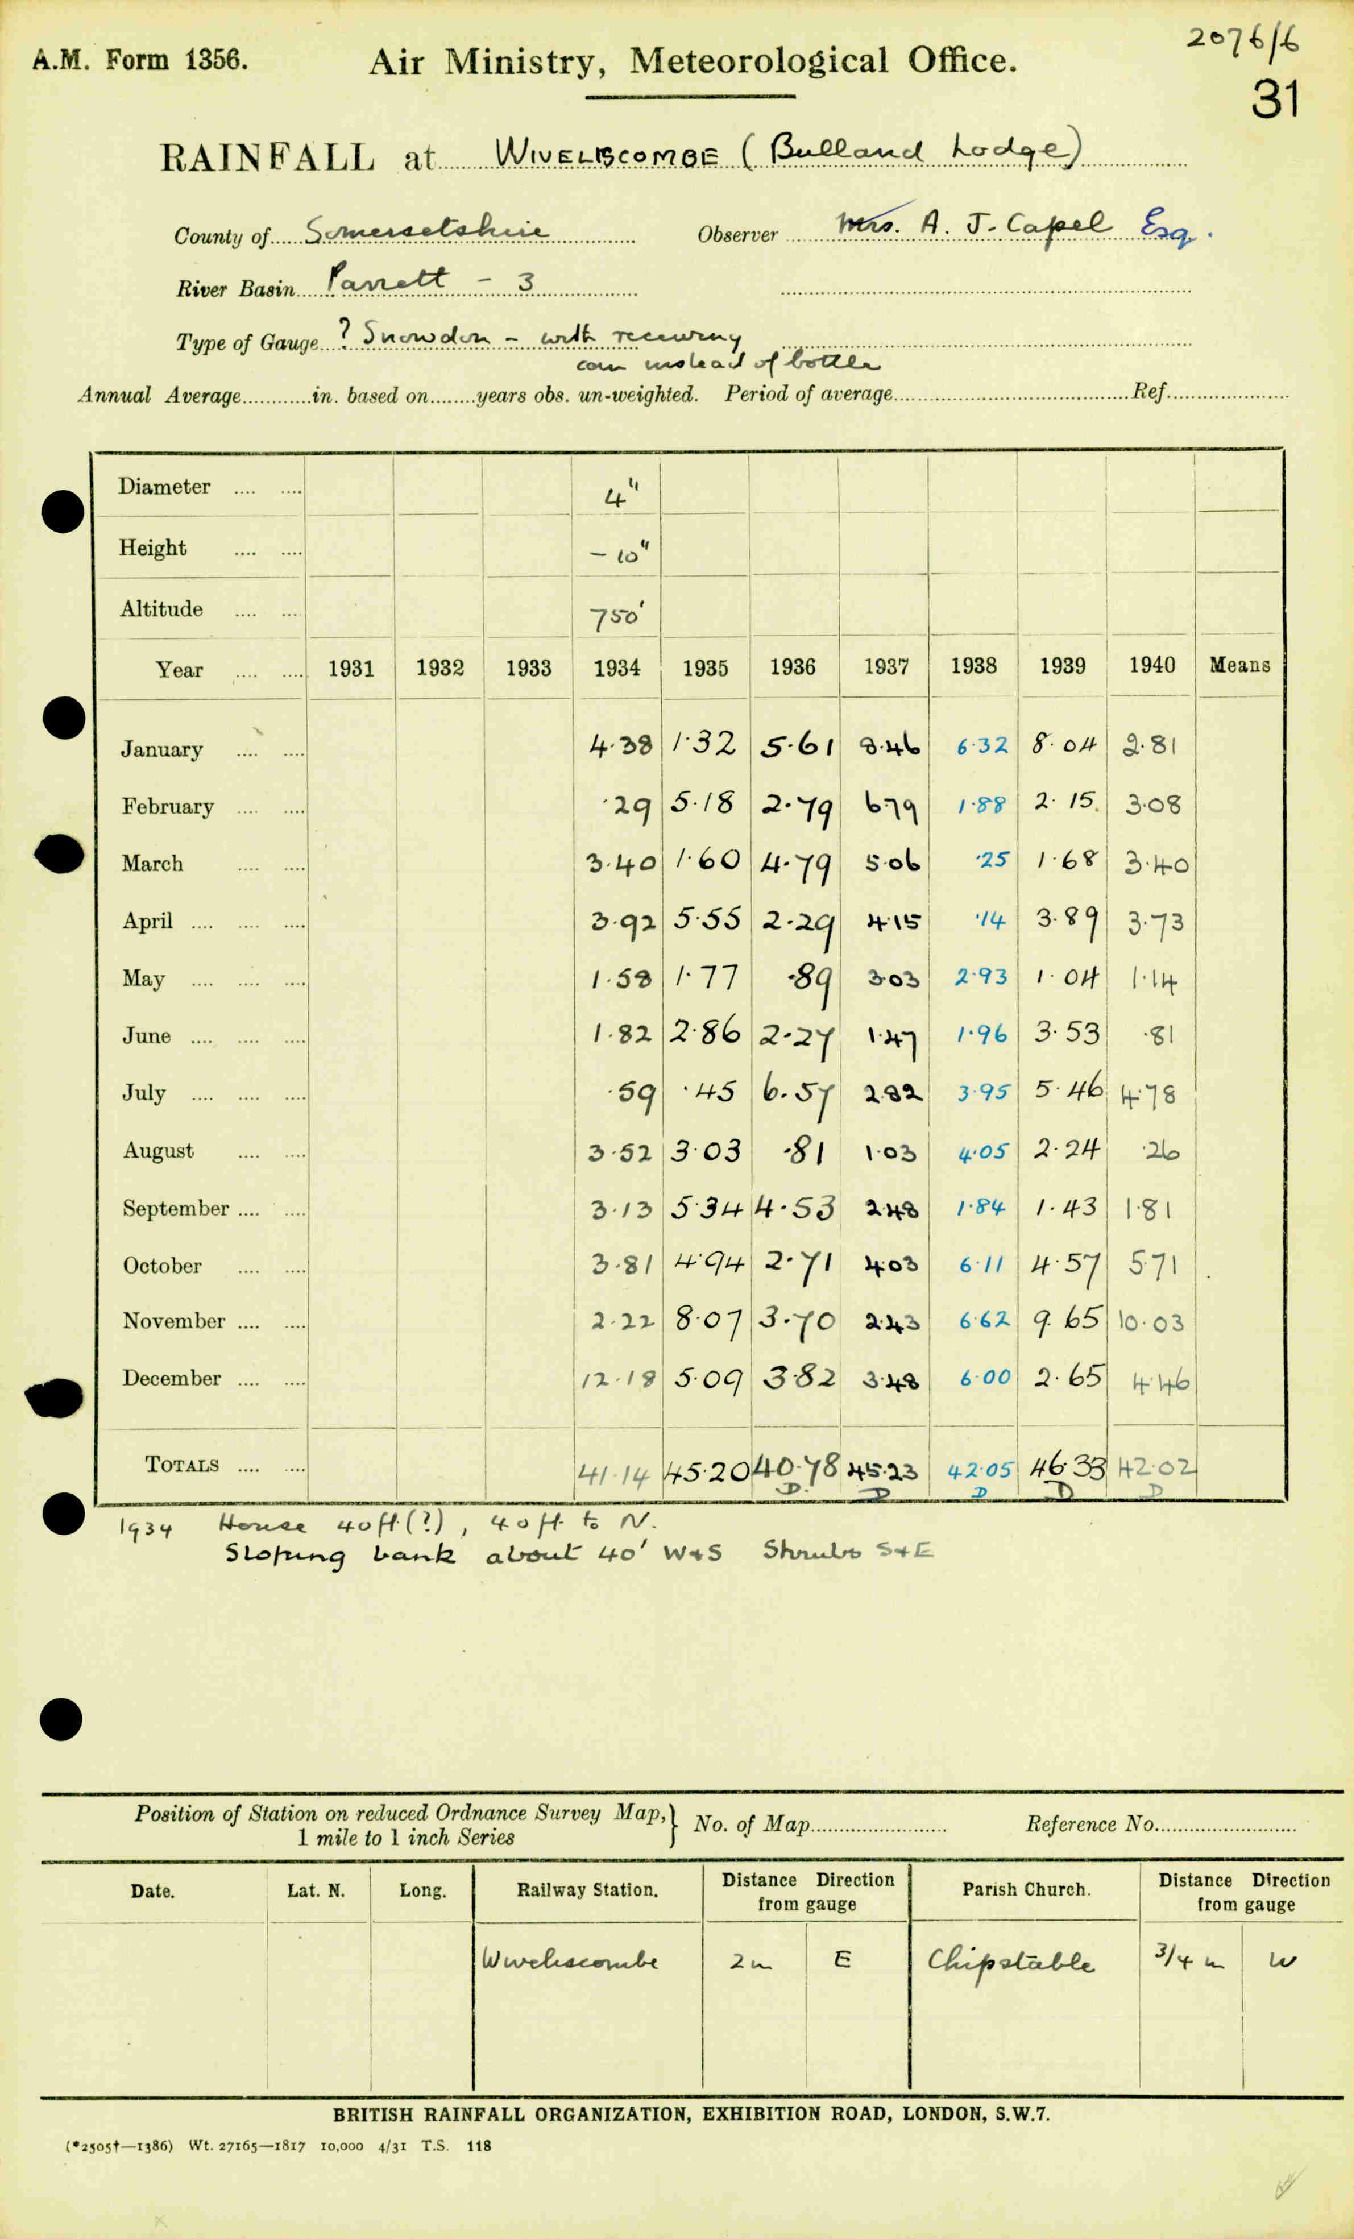 2076/6
A.M. Form 1356. Air Ministry, Meteorological Office.
31
RAINFALL at WIVELISCOMBE (Bulland Lodge)
County of Somersetshire Observer Mrs. A. J. Capel Esq.
River Basin Parrett - 3
Type of Gauge ? Snowdon - with receiving
can instead of bottle
Annual Average in. based on years obs. un-weighted. Period of average Ref.
Diameter 4"
Height - 10"
Altitude 750'
Year 1931 1932 1933 1934 1935 1936 1937 1938 1939 1940 Means
January 4.38 1.32 5.61 8.46 6.32 8.04 2.81
February .29 5.18 2.79 6.79 1.88 2.15 3.08
March 3.40 1.60 4.79 5.06 .25 1.68 3.40
April 3.92 5.55 2.29 4.15 .14 3.89 3.73
May 1.58 1.77 .89 3.03 2.93 1.04 1.14
June 1.82 2.86 2.27 1.47 1.96 3.53 .81
July .59 .45 6.57 2.82 3.95 5.46 4.78
August 3.52 3.03 .81 1.03 4.05 2.24 .26
September 3.13 5.34 4.53 2.48 1.84 1.43 1.81
October 3.81 4.94 2.71 4.03 6.11 4.57 5.71
November 2.22 8.07 3.70 2.43 6.62 9.65 10.03
December 12.18 5.09 3.82 3.48 6.00 2.65 4.46
TOTALS 41.14 45.20 40.78 45.23 42.05 46.33 42.02
D. D D D D
1934 House 40ft(?), 40ft to N.
Sloping bank about 40' W+S Shrubs S+E
Position of Station on reduced Ordnance Survey Map,} No. of Map Reference No.
1 mile to 1 inch Series
Date. Lat. N. Long. Railway Station. Distance Direction from gauge Parish Church. Distance Direction from gauge
Wiveliscombe 2m E Chipstable 3/4 m W
BRITISH RAINFALL ORGANIZATION, EXHIBITION ROAD, LONDON, S.W.7.
(*2505†—1386) Wt. 27165—1817 10,000 4/31 T.S. 118